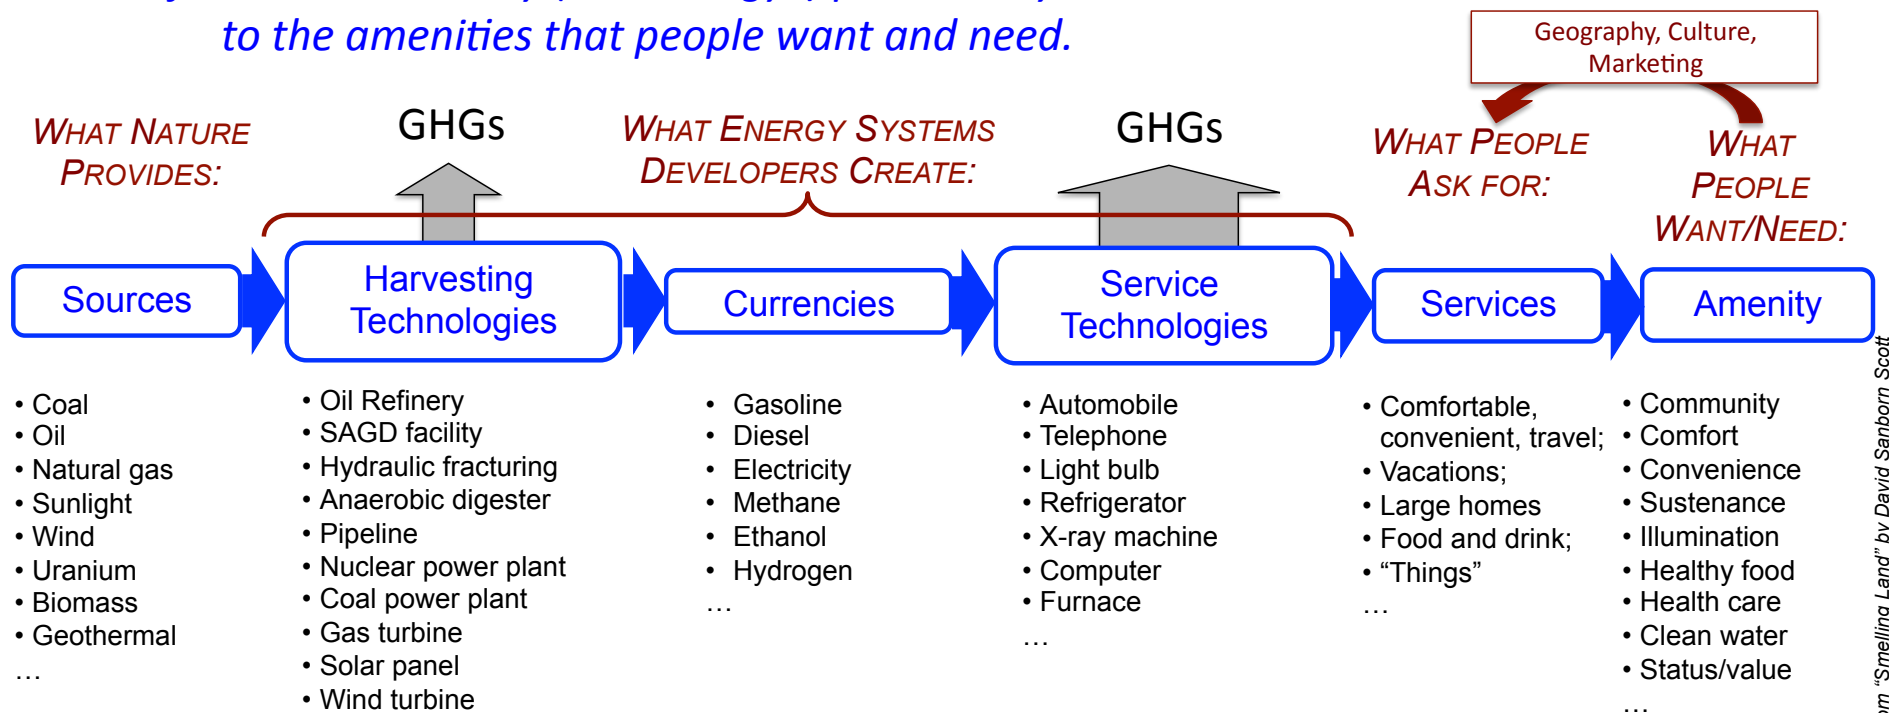 to the amenities that people want and need.
Geography, Culture,
Marketing
WHAT NATURE
PROVIDES:
GHGs
WHAT ENERGY SYSTEMS
DEVELOPERS CREATE:
GHGs
WHAT PEOPLE
ASK FOR:
WHAT
PEOPLE
WANT/NEED:
Sources
Harvesting
Technologies
Currencies
Service
Technologies
Services
Amenity
• Coal
• Oil
• Natural gas
• Sunlight
• Wind
• Uranium
• Biomass
• Geothermal
…
• Oil Refinery
• SAGD facility
• Hydraulic fracturing
• Anaerobic digester
• Pipeline
• Nuclear power plant
• Coal power plant
• Gas turbine
• Solar panel
• Wind turbine
• Gasoline
• Diesel
• Electricity
• Methane
• Ethanol
• Hydrogen
…
• Automobile
• Telephone
• Light bulb
• Refrigerator
• X-ray machine
• Computer
• Furnace
…
• Comfortable,
convenient, travel;
• Vacations;
• Large homes
• Food and drink;
• “Things”
…
• Community
• Comfort
• Convenience
• Sustenance
• Illumination
• Healthy food
• Health care
• Clean water
• Status/value
…
“Smelling Land” by David Sanborn Scott